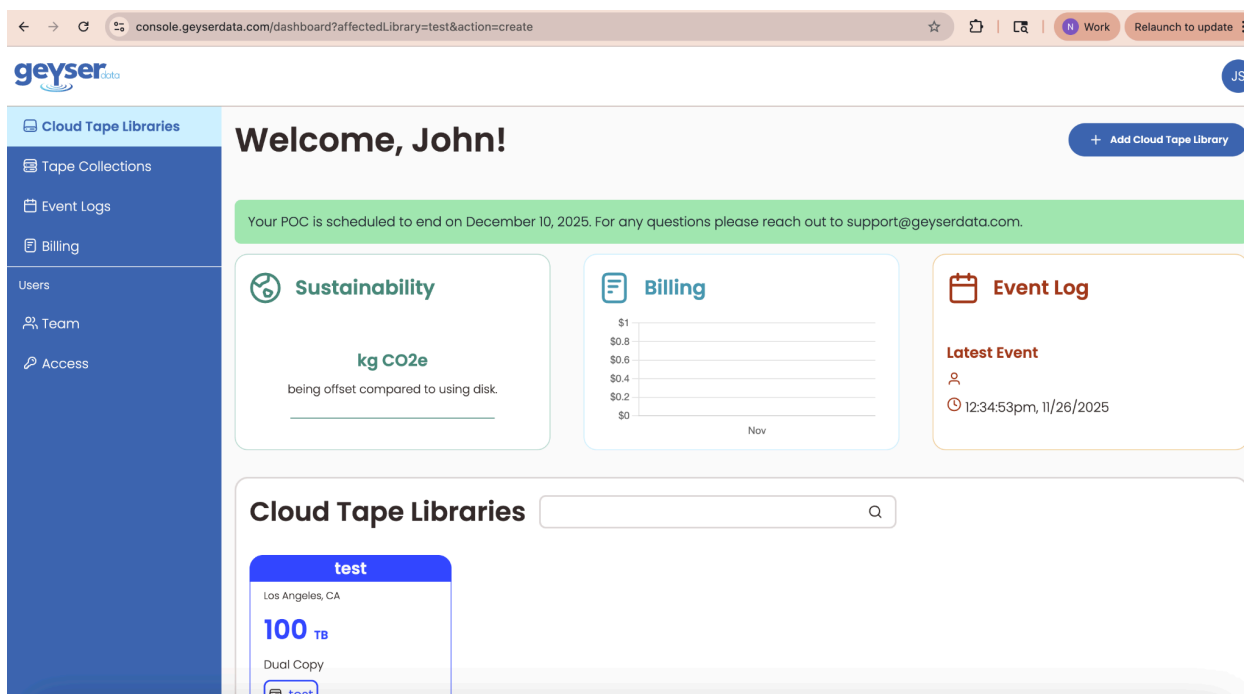 console.geyserdata.com/dashboard?affectedLibrary=test&action=create
N Work
Relaunch to update
geyserdata
JS
Cloud Tape Libraries
Tape Collections
Event Logs
Billing
Users
Team
Access
Welcome, John!
+ Add Cloud Tape Library
Your POC is scheduled to end on December 10, 2025. For any questions please reach out to support@geyserdata.com.
Sustainability
kg CO2e
being offset compared to using disk.
Billing
$1
$0.8
$0.6
$0.4
$0.2
$0
Nov
Event Log
Latest Event
12:34:53pm, 11/26/2025
Cloud Tape Libraries
test
Los Angeles, CA
100 TB
Dual Copy
test